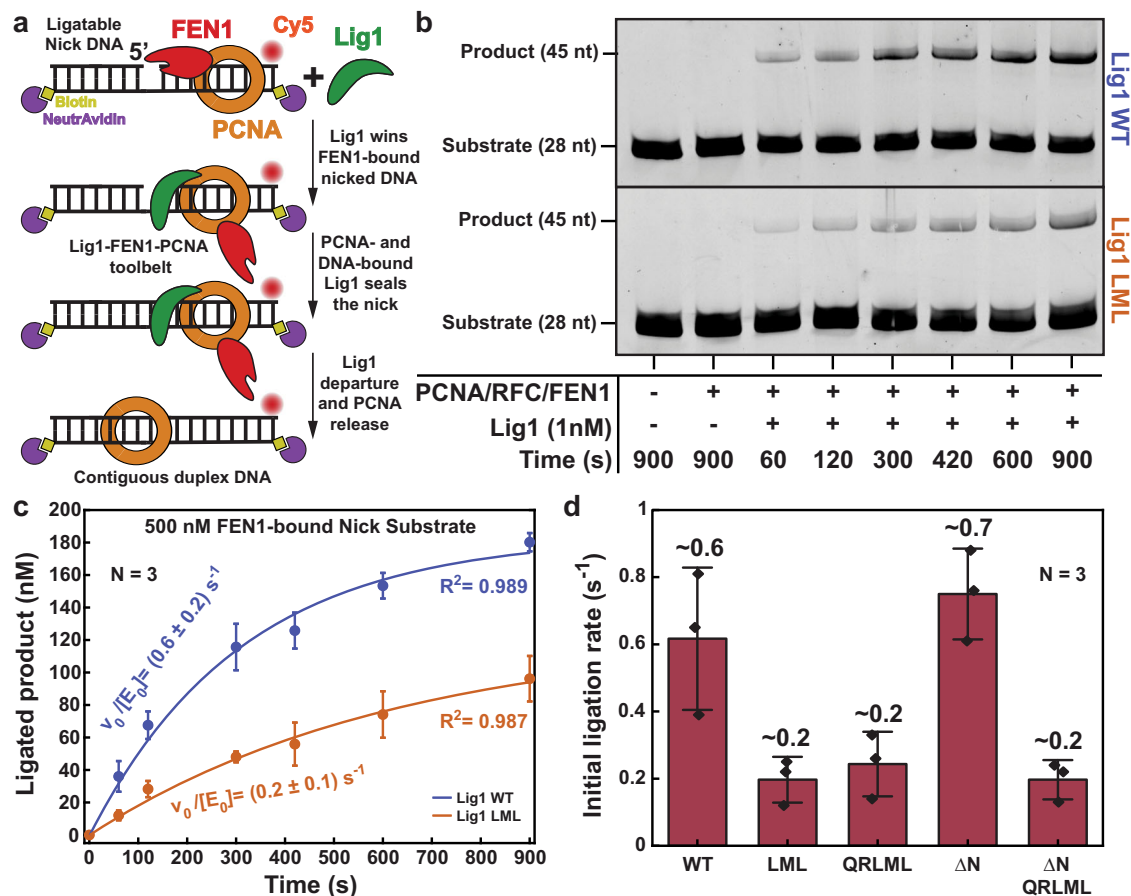 a
Ligatable
Nick DNA
5'
FEN1
Cy5
Lig1
+
Biotin
NeutrAvidin
PCNA
Lig1 wins
FEN1-bound
nicked DNA
Lig1-FEN1-PCNA
toolbelt
PCNA- and
DNA-bound
Lig1 seals
the nick
Lig1
departure
and PCNA
release
Contiguous duplex DNA
b
Product (45 nt)
Substrate (28 nt)
Lig1 WT
Product (45 nt)
Substrate (28 nt)
Lig1 LML
PCNA/RFC/FEN1 - + + + + + + +
Lig1 (1nM) - - + + + + + +
Time (s) 900 900 60 120 300 420 600 900
c
500 nM FEN1-bound Nick Substrate
N = 3
v0/[E0]= (0.6 ± 0.2) s-1
R2= 0.989
R2= 0.987
v0/[E0]= (0.2 ± 0.1) s-1
Lig1 WT
Lig1 LML
Ligated product (nM)
200
180
160
140
120
100
80
60
40
20
0
0 100 200 300 400 500 600 700 800 900
Time (s)
d
Initial ligation rate (s-1)
1
0.8
0.6
0.4
0.2
0
~0.6
~0.2
~0.2
~0.7
~0.2
N = 3
WT LML QRLML ΔN ΔN
QRLML